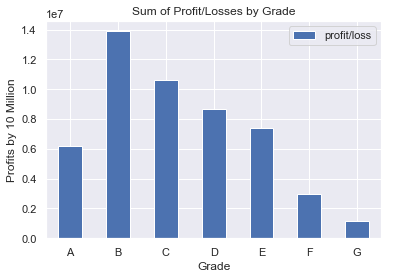 Sum of Profit/Losses by Grade
1e7
profit/loss
Profits by 10 Million
1.4
1.2
1.0
0.8
0.6
0.4
0.2
0.0
A B C D E F G
Grade